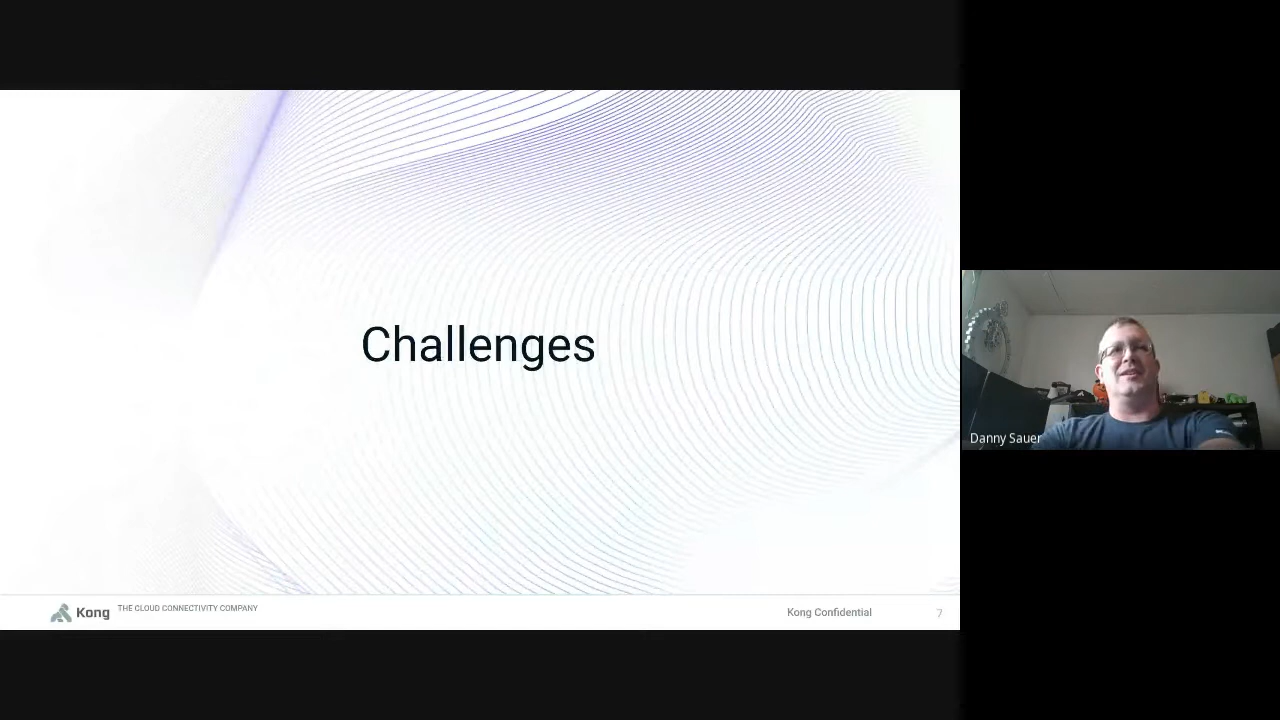 Challenges
Kong THE CLOUD CONNECTIVITY COMPANY
Kong Confidential
7
Danny Sauer